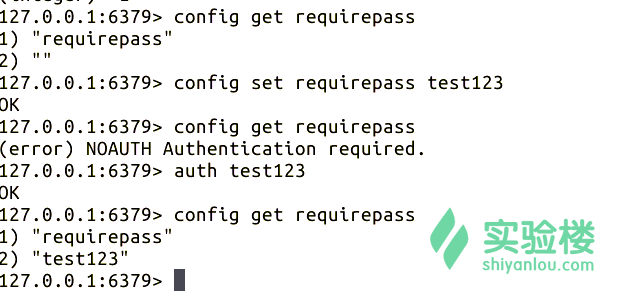 127.0.0.1:6379> config get requirepass
1) "requirepass"
2) ""
127.0.0.1:6379> config set requirepass test123
OK
127.0.0.1:6379> config get requirepass
(error) NOAUTH Authentication required.
127.0.0.1:6379> auth test123
OK
127.0.0.1:6379> config get requirepass
1) "requirepass"
2) "test123"
127.0.0.1:6379>
实验楼
shiyanlou.com